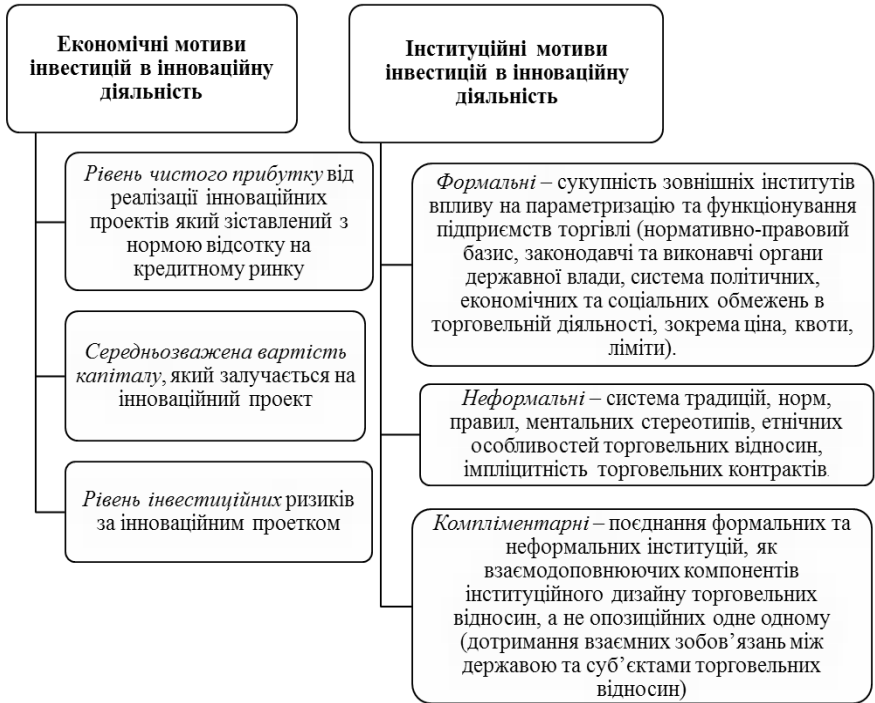 Економічні мотиви
інвестицій в інноваційну
діяльність
Рівень чистого прибутку від
реалізації інноваційних
проектів який зіставлений з
нормою відсотку на
кредитному ринку
Середньозважена вартість
капіталу, який залучається на
інноваційний проект
Рівень інвестиційних ризиків
за інноваційним проетком
Інституційні мотиви
інвестицій в інноваційну
діяльність
Формальні – сукупність зовнішніх інститутів
впливу на параметризацію та функціонування
підприємств торгівлі (нормативно-правовий
базис, законодавчі та виконавчі органи
державної влади, система політичних,
економічних та соціальних обмежень в
торговельній діяльності, зокрема ціна, квоти,
ліміти).
Неформальні – система традицій, норм,
правил, ментальних стереотипів, етнічних
особливостей торговельних відносин,
імпліцитність торговельних контрактів.
Компліментарні – поєднання формальних та
неформальних інституцій, як
взаємодоповнюючих компонентів
інституційного дизайну торговельних
відносин, а не опозиційних одне одному
(дотримання взаємних зобов’язань між
державою та суб’єктами торговельних
відносин)